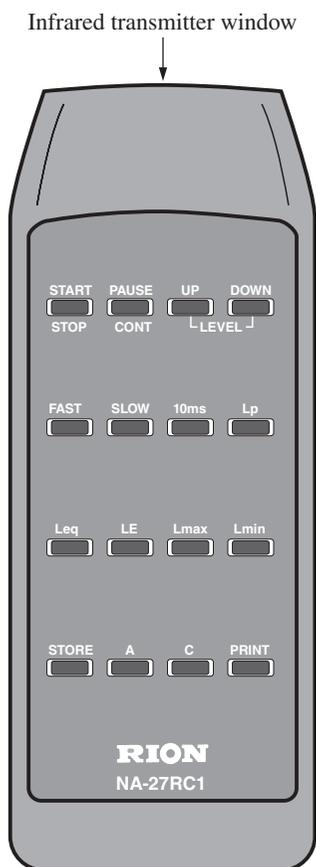 Infrared transmitter window
START PAUSE UP DOWN
STOP CONT LEVEL
FAST SLOW 10ms Lp
Leq LE Lmax Lmin
STORE A C PRINT
RION
NA-27RC1